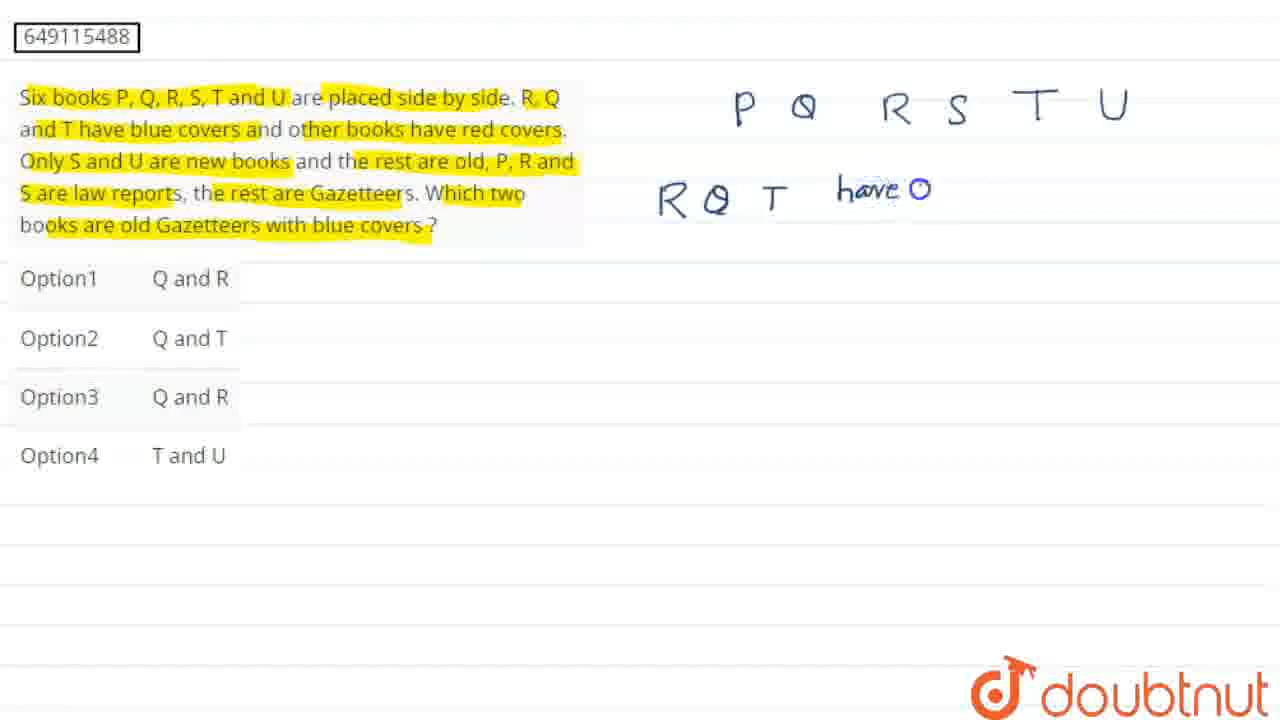 649115488
Six books P, Q, R, S, T and U are placed side by side. R, Q
and T have blue covers and other books have red covers.
Only S and U are new books and the rest are old, P, R and
S are law reports, the rest are Gazetteers. Which two
books are old Gazetteers with blue covers ?
Option1 Q and R
Option2 Q and T
Option3 Q and R
Option4 T and U
P Q R S T U
R Q T have
doubtnut